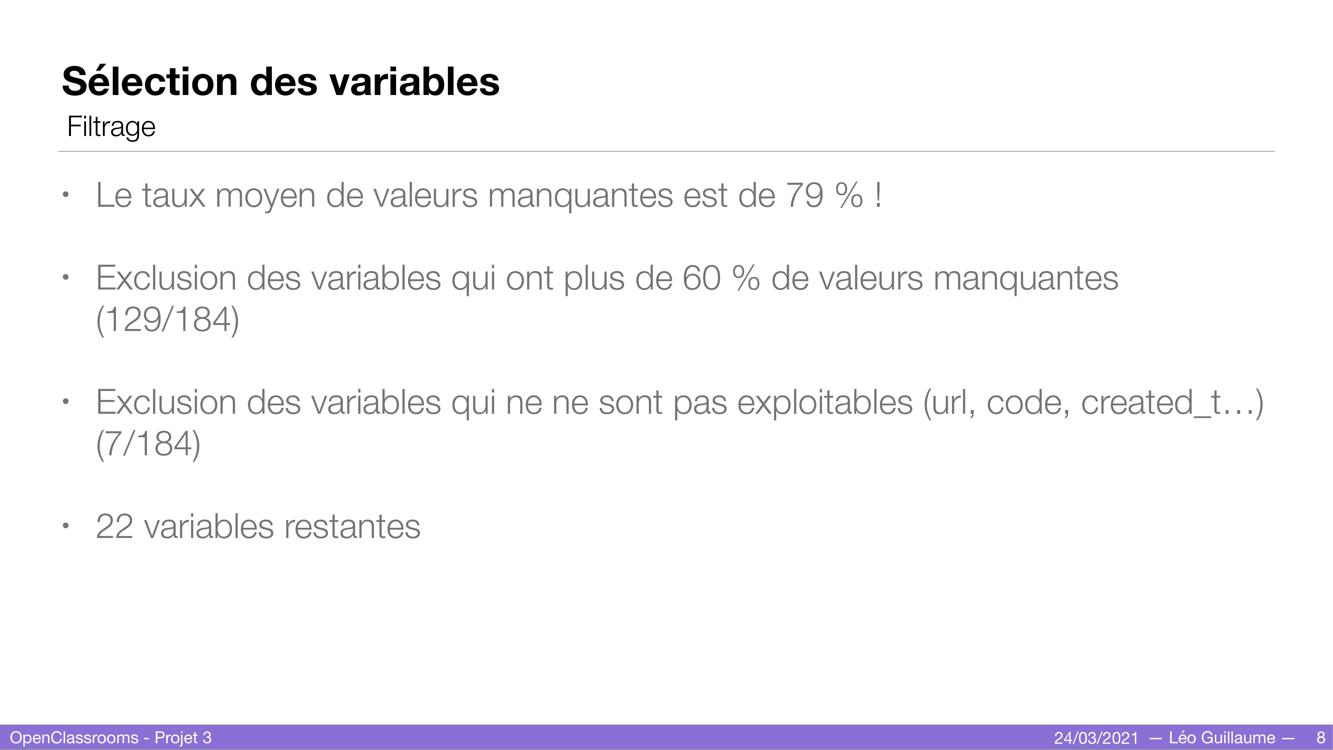 Sélection des variables
Filtrage
• Le taux moyen de valeurs manquantes est de 79 % !
• Exclusion des variables qui ont plus de 60 % de valeurs manquantes
(129/184)
• Exclusion des variables qui ne ne sont pas exploitables (url, code, created_t…)
(7/184)
• 22 variables restantes
OpenClassrooms - Projet 3
24/03/2021 — Léo Guillaume — 8